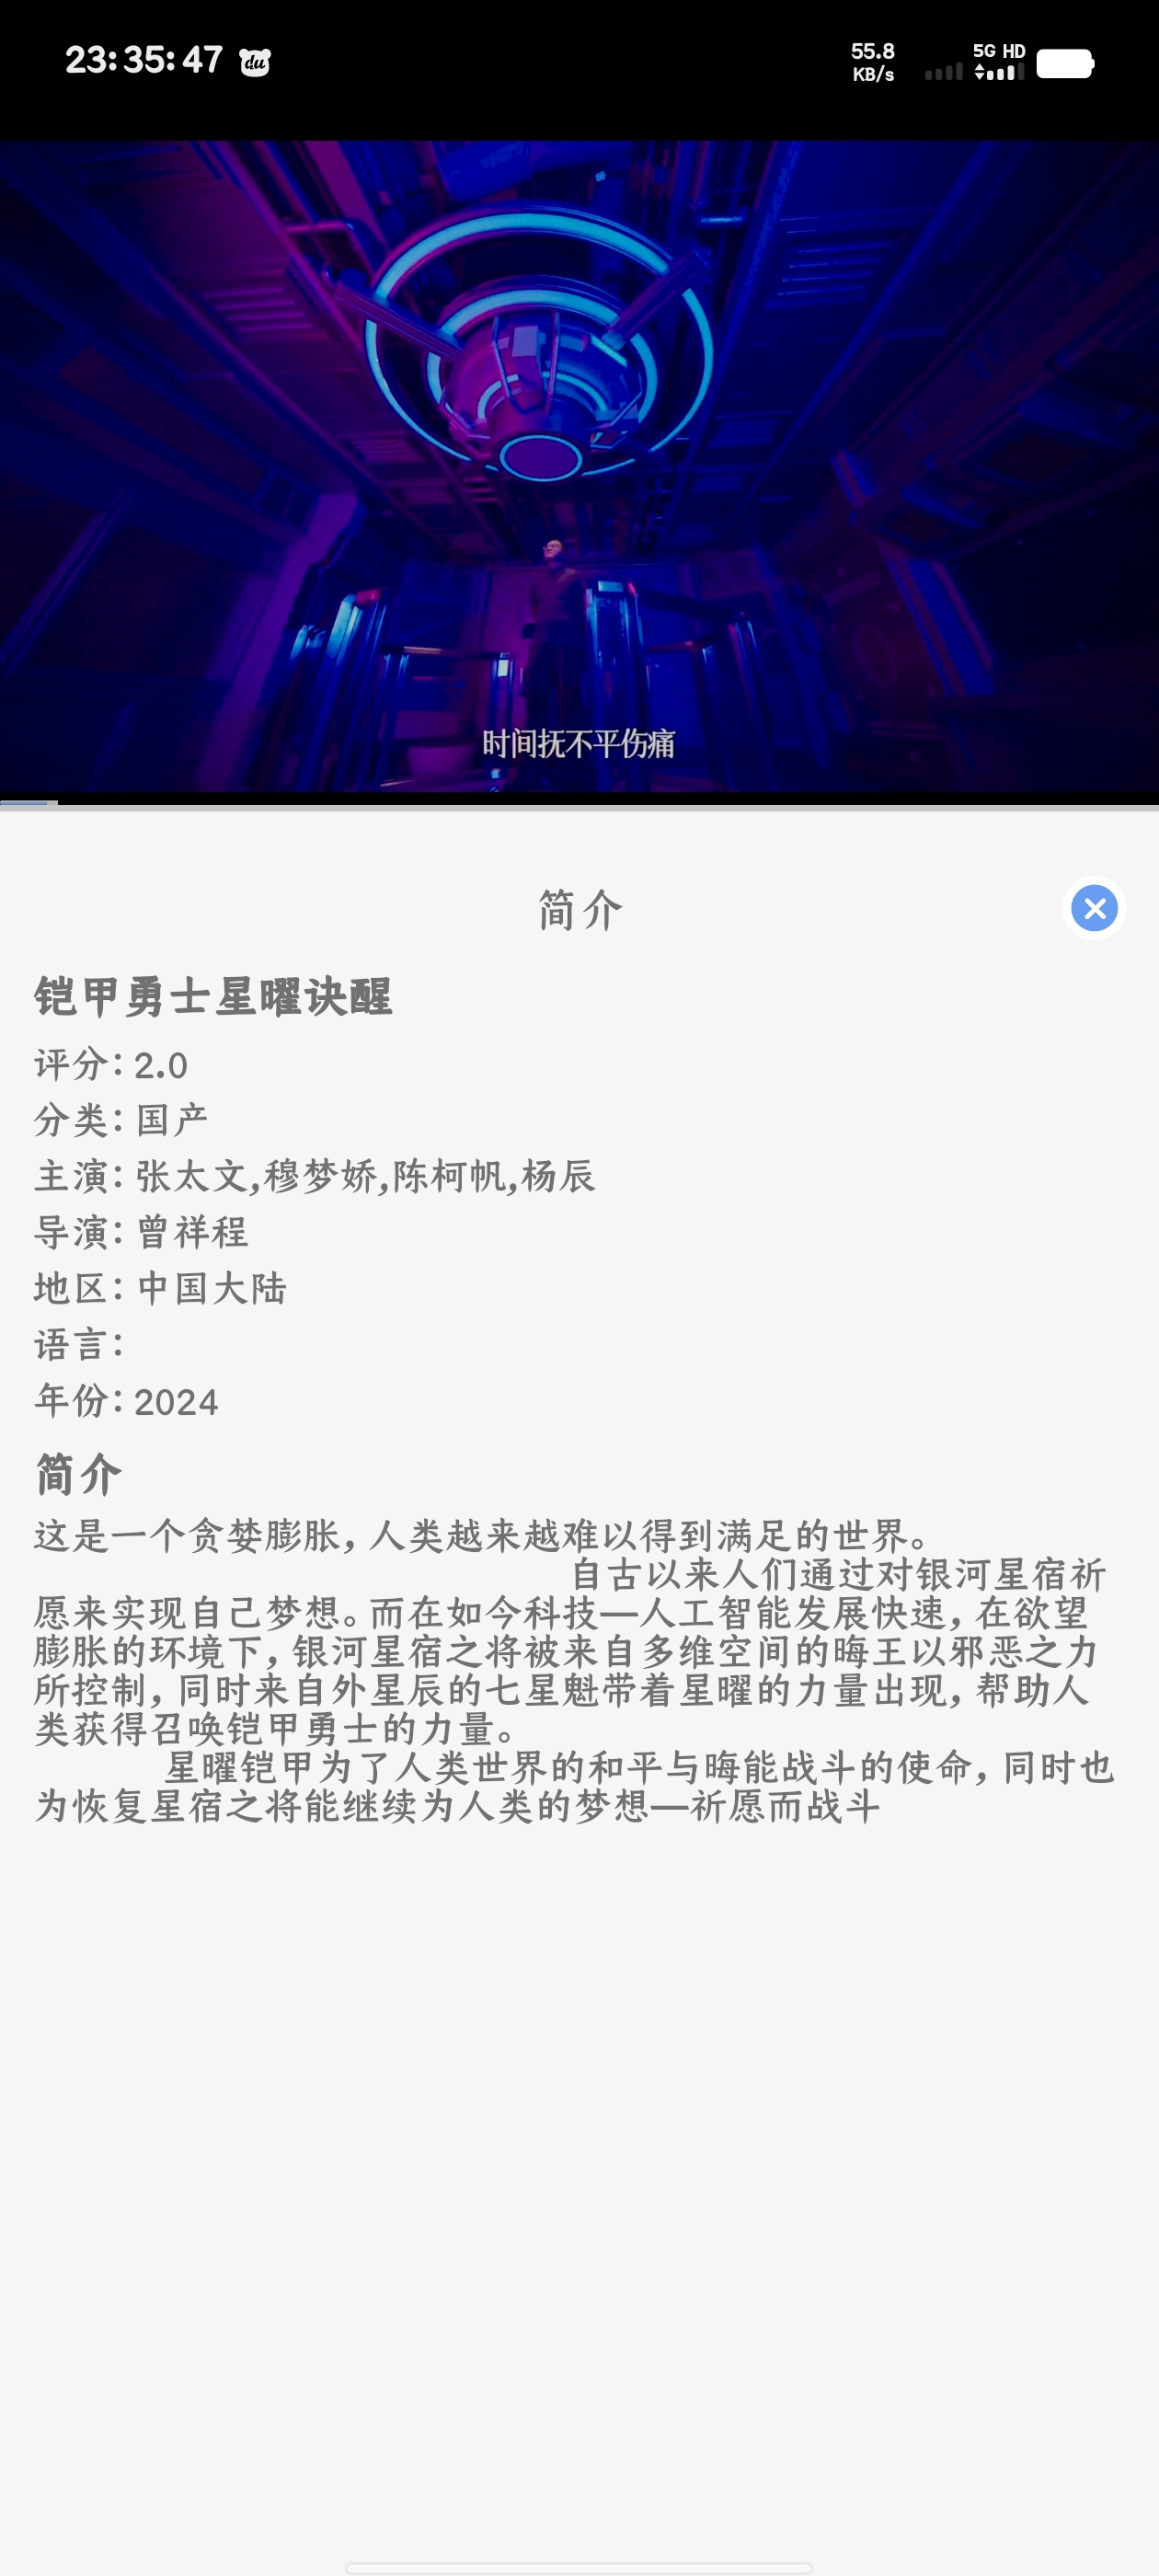 23:35:47 du 55.8 KB/s 5G HD
时间抚不平伤痛
简介
铠甲勇士星曜诀醒
评分：2.0
分类：国产
主演：张太文,穆梦娇,陈柯帆,杨辰
导演：曾祥程
地区：中国大陆
语言：
年份：2024
简介
这是一个贪婪膨胀，人类越来越难以得到满足的世界。
自古以来人们通过对银河星宿祈
愿来实现自己梦想。而在如今科技—人工智能发展快速，在欲望
膨胀的环境下，银河星宿之将被来自多维空间的晦王以邪恶之力
所控制，同时来自外星辰的七星魁带着星曜的力量出现，帮助人
类获得召唤铠甲勇士的力量。
星曜铠甲为了人类世界的和平与晦能战斗的使命，同时也
为恢复星宿之将能继续为人类的梦想—祈愿而战斗